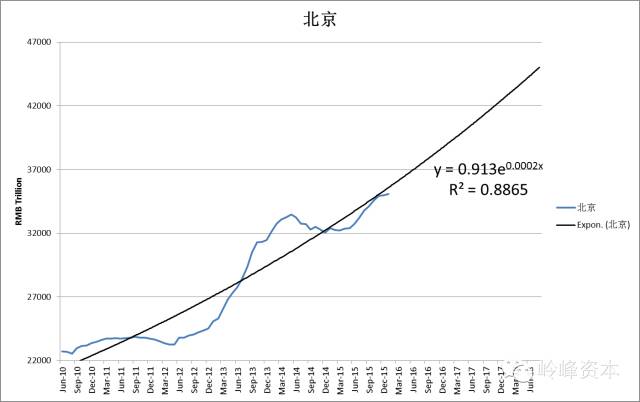 北京
47000
42000
37000
32000
27000
22000
RMB Trillion
y = 0.913e^0.0002x
R² = 0.8865
北京
Expon. (北京)
Jun-10
Sep-10
Dec-10
Mar-11
Jun-11
Sep-11
Dec-11
Mar-12
Jun-12
Sep-12
Dec-12
Mar-13
Jun-13
Sep-13
Dec-13
Mar-14
Jun-14
Sep-14
Dec-14
Mar-15
Jun-15
Sep-15
Dec-15
Mar-16
Jun-16
Sep-16
Dec-16
Mar-17
Jun-17
Sep-17
Dec-17
岭峰资本